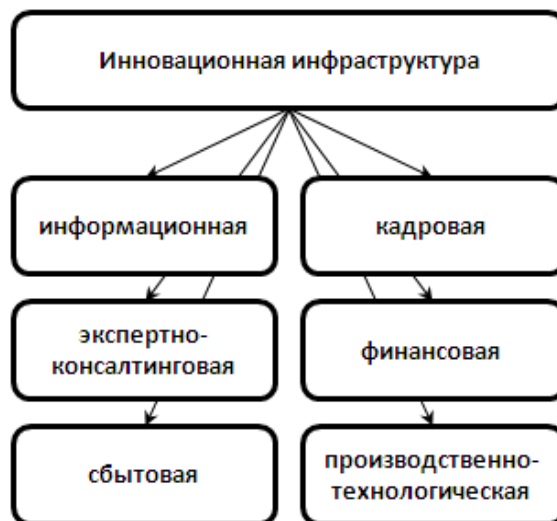 Инновационная инфраструктура
информационная
кадровая
экспертно-
консалтинговая
финансовая
сбытовая
производственно-
технологическая